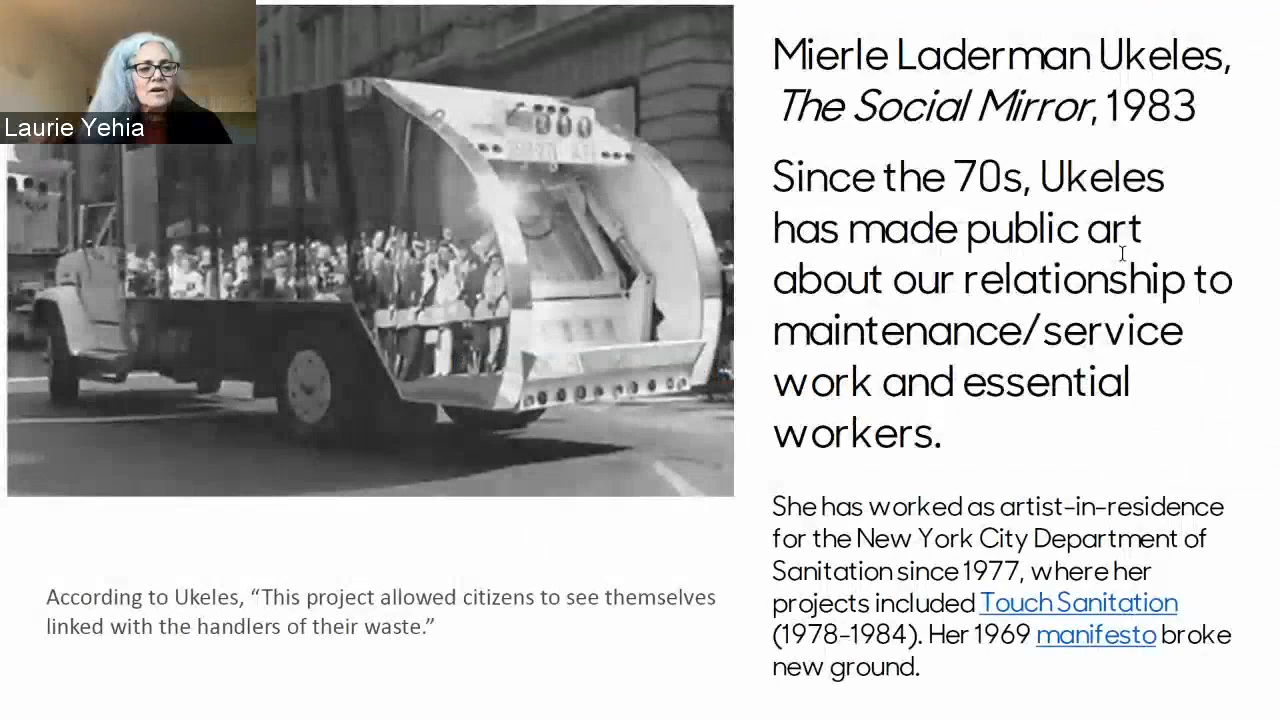 Laurie Yehia
Mierle Laderman Ukeles,
The Social Mirror, 1983
Since the 70s, Ukeles
has made public art
about our relationship to
maintenance/service
work and essential
workers.
She has worked as artist-in-residence
for the New York City Department of
Sanitation since 1977, where her
projects included Touch Sanitation
(1978-1984). Her 1969 manifesto broke
new ground.
According to Ukeles, “This project allowed citizens to see themselves
linked with the handlers of their waste.”